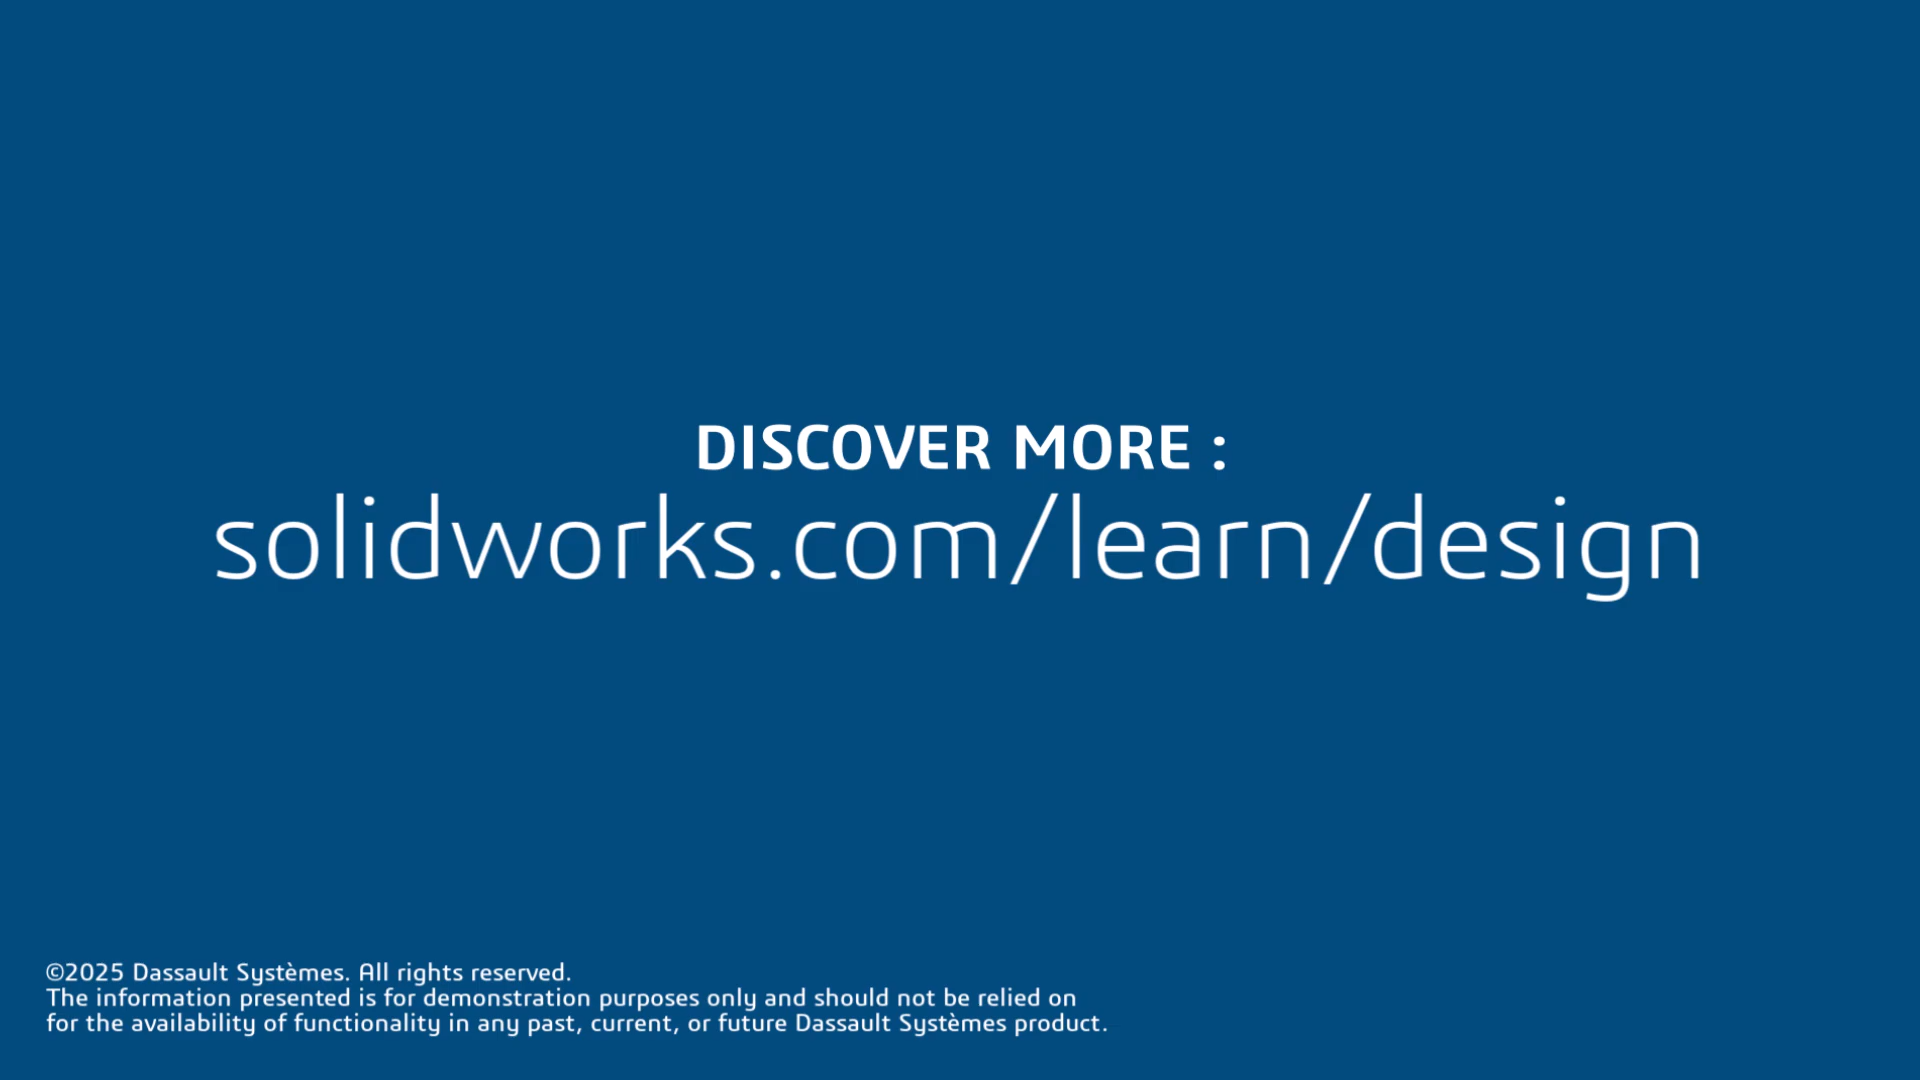 DISCOVER MORE :
solidworks.com/learn/design
©2025 Dassault Systèmes. All rights reserved.
The information presented is for demonstration purposes only and should not be relied on
for the availability of functionality in any past, current, or future Dassault Systèmes product.